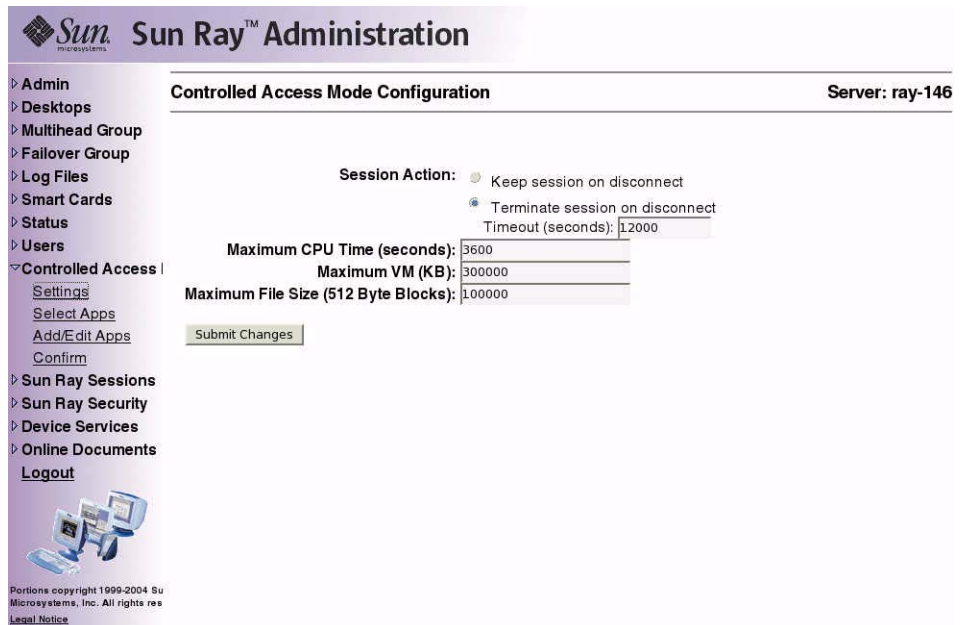 Sun microsystems Sun Ray™ Administration
Admin
Desktops
Multihead Group
Failover Group
Log Files
Smart Cards
Status
Users
Controlled Access
Settings
Select Apps
Add/Edit Apps
Confirm
Sun Ray Sessions
Sun Ray Security
Device Services
Online Documents
Logout
Portions copyright 1999-2004 Su
Microsystems, Inc. All rights res
Legal Notice
Controlled Access Mode Configuration Server: ray-146
Session Action: Keep session on disconnect
Terminate session on disconnect
Timeout (seconds): 12000
Maximum CPU Time (seconds): 3600
Maximum VM (KB): 300000
Maximum File Size (512 Byte Blocks): 100000
Submit Changes